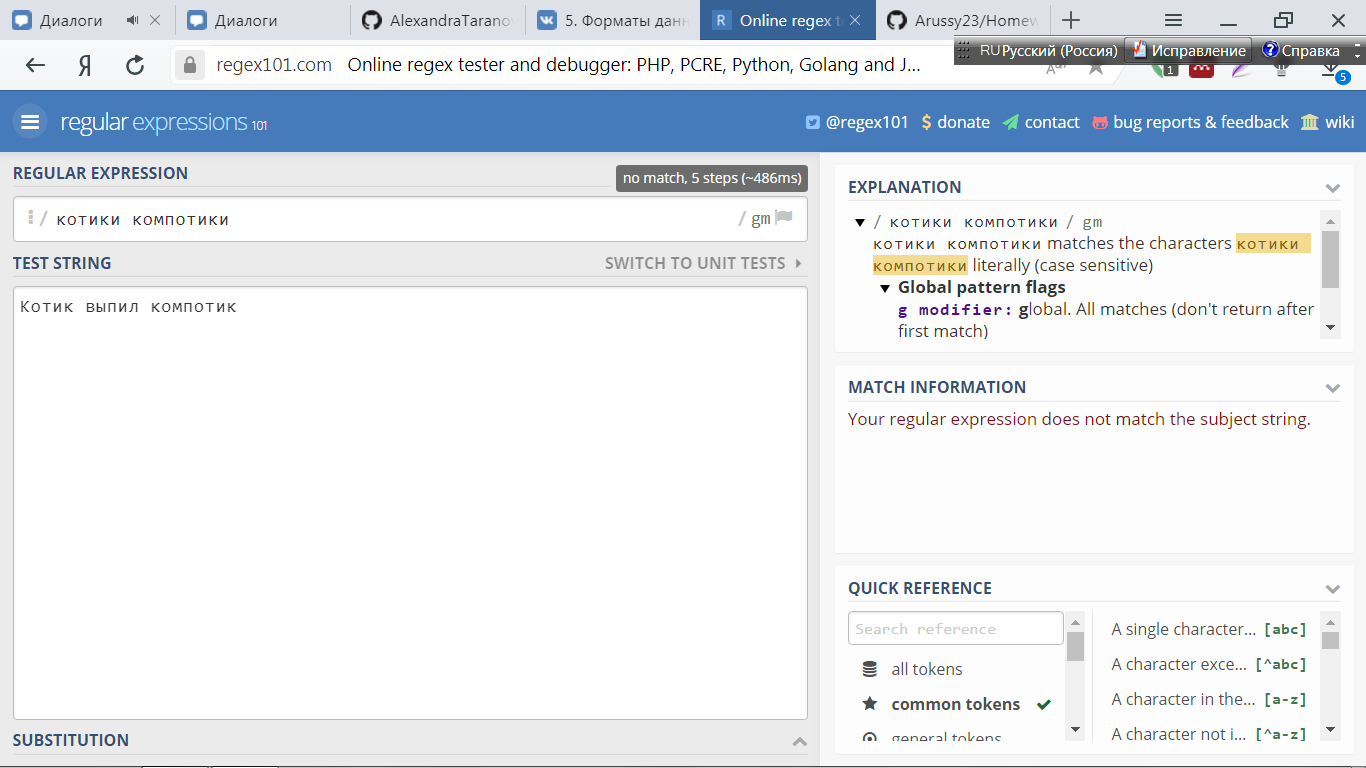 Диалоги
Диалоги
AlexandraTarano
5. Форматы данн
Online regex t
Arussy23/Homew
RU Русский (Россия) Исправление Справка
Я regex101.com Online regex tester and debugger: PHP, PCRE, Python, Golang and J...
1
5
regular expressions 101
@regex101 donate contact bug reports & feedback wiki
REGULAR EXPRESSION
no match, 5 steps (~486ms)
/ котики компотики / gm
TEST STRING
SWITCH TO UNIT TESTS
Котик выпил компотик
SUBSTITUTION
EXPLANATION
/ котики компотики / gm
котики компотики matches the characters котики
компотики literally (case sensitive)
Global pattern flags
g modifier: global. All matches (don't return after
first match)
MATCH INFORMATION
Your regular expression does not match the subject string.
QUICK REFERENCE
Search reference
all tokens
common tokens
general tokens
A single character... [abc]
A character exce... [^abc]
A character in the... [a-z]
A character not i... [^a-z]